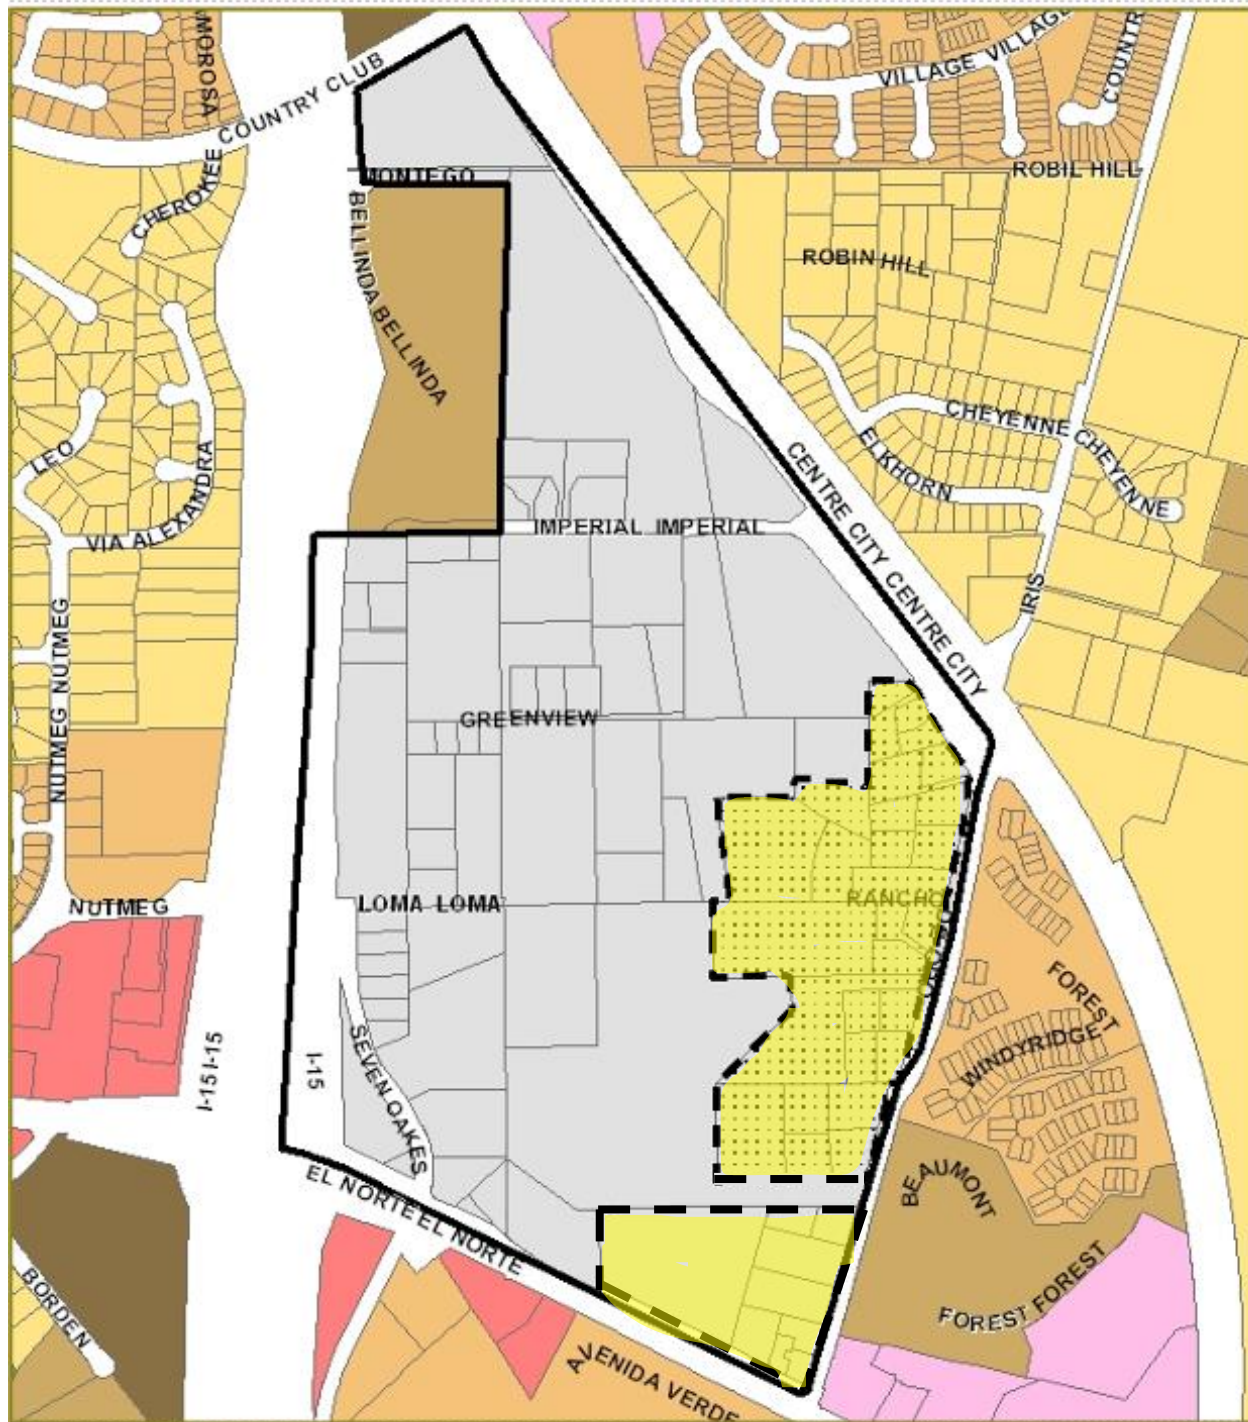 AMOROSA
COUNTRY CLUB
VILLAGE VILLAGE
COUNTR
CHEROKEE
MONTEGO
ROBIL HILL
BELLINDA BELLINDA
ROBIN HILL
CHEYENNE CHEYENNE
ELKHORN
LEO
VIA ALEXANDRA
CENTRE CITY CENTRE CITY
IMPERIAL IMPERIAL
IRIS
NUTMEG NUTMEG
GREENVIEW
NUTMEG
LOMA LOMA
RANCHO
FOREST
WINDYRIDGE
I-15 I-15
I-15
SEVEN OAKES
BEAUMONT
EL NORTE EL NORTE
FOREST FOREST
BORDEN
AVENIDA VERDE